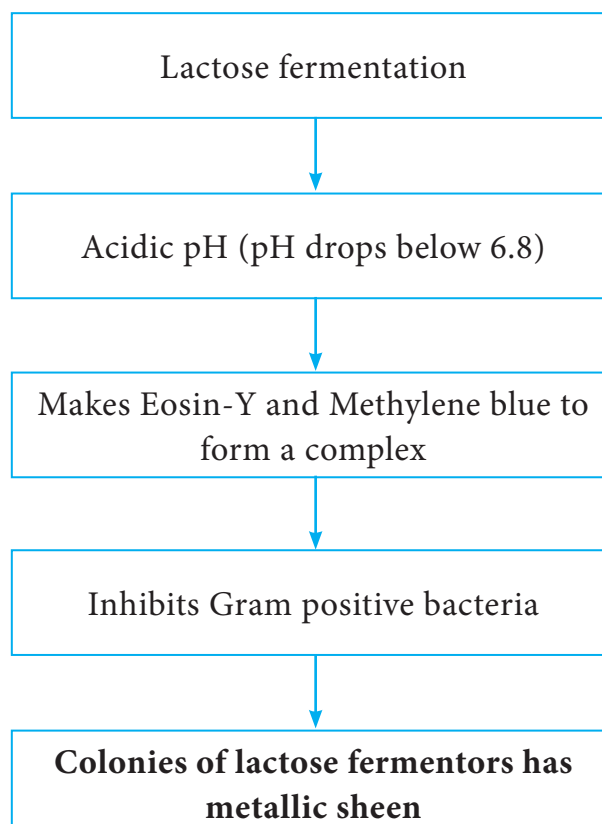 Lactose fermentation
Acidic pH (pH drops below 6.8)
Makes Eosin-Y and Methylene blue to
form a complex
Inhibits Gram positive bacteria
Colonies of lactose fermentors has
metallic sheen